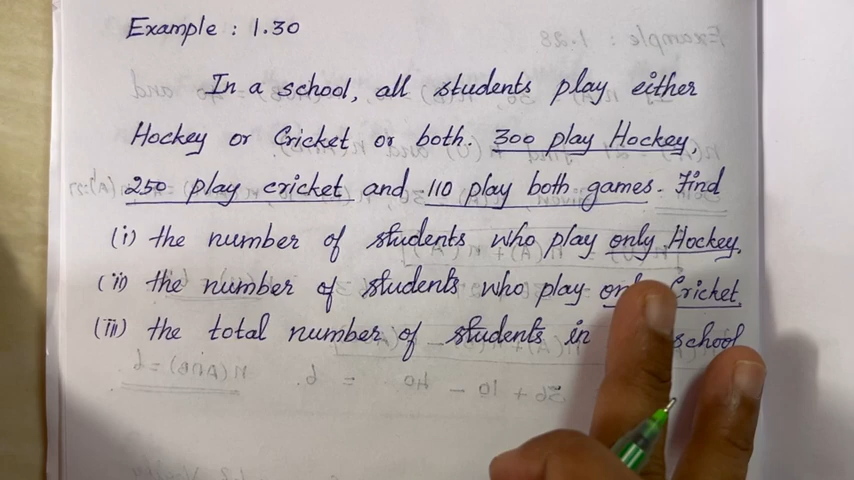 Example : 1.30
In a school, all students play either
Hockey or Cricket or both. 300 play Hockey,
250 play cricket and 110 play both games. Find
(i) the number of students who play only Hockey.
(ii) the number of students who play Cricket.
(iii) the total number of students in school